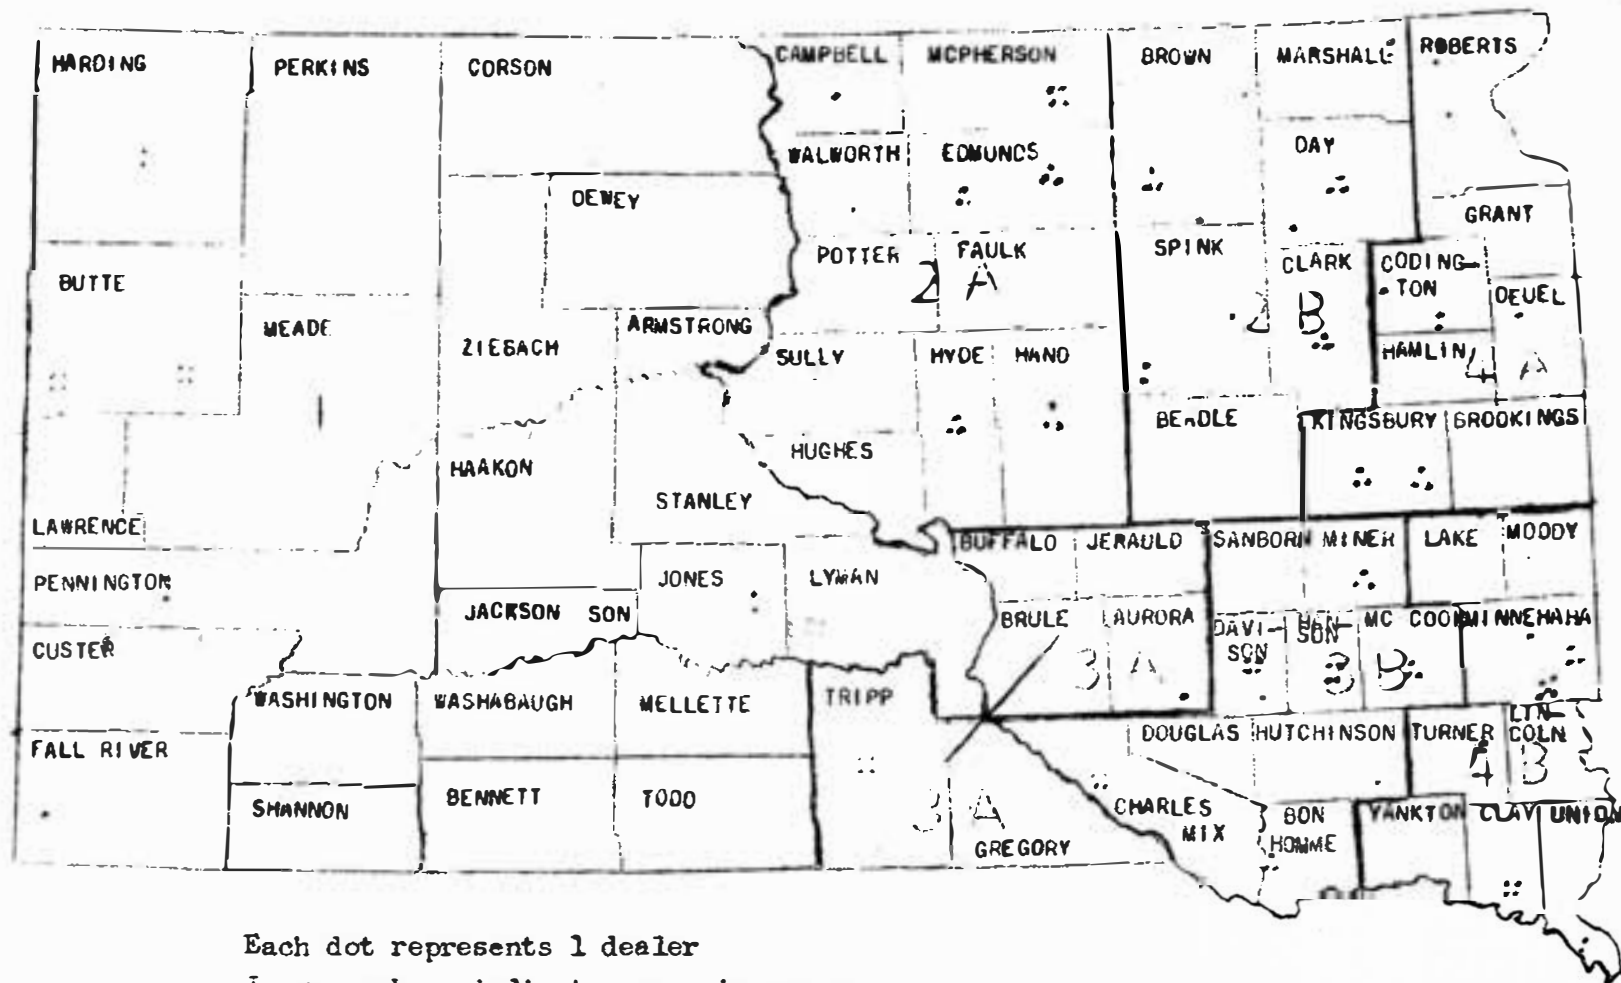 HARDING
PERKINS
CORSON
CAMPBELL
MCPHERSON
BROWN
MARSHALL
ROBERTS
WALWORTH
EDMUNDS
DAY
DEWEY
GRANT
BUTTE
POTTER
FAULK
SPINK
CLARK
CODING-
TON
DEUEL
2 A
2 B
MEADE
ZIEBACH
ARMSTRONG
SULLY
HYDE
HAND
HAMLIN
4 A
BEADLE
KINGSBURY
BROOKINGS
HAAKON
HUGHES
STANLEY
LAWRENCE
BUFFALO
JERAULD
SANBORN
MINER
LAKE
MOODY
PENNINGTON
JACKSON
SON
JONES
LYMAN
BRULE
AURORA
DAVI-
SON
HAN-
SON
MC COOK
MINNEHAHA
CUSTER
3 A
3 B
WASHINGTON
WASHABAUGH
MELLETTE
TRIPP
FALL RIVER
DOUGLAS
HUTCHINSON
TURNER
LIN-
COLN
4 B
SHANNON
BENNETT
TODD
3 A
GREGORY
CHARLES
MIX
BON
HOMME
YANKTON
CLAY
UNION
Each dot represents 1 dealer